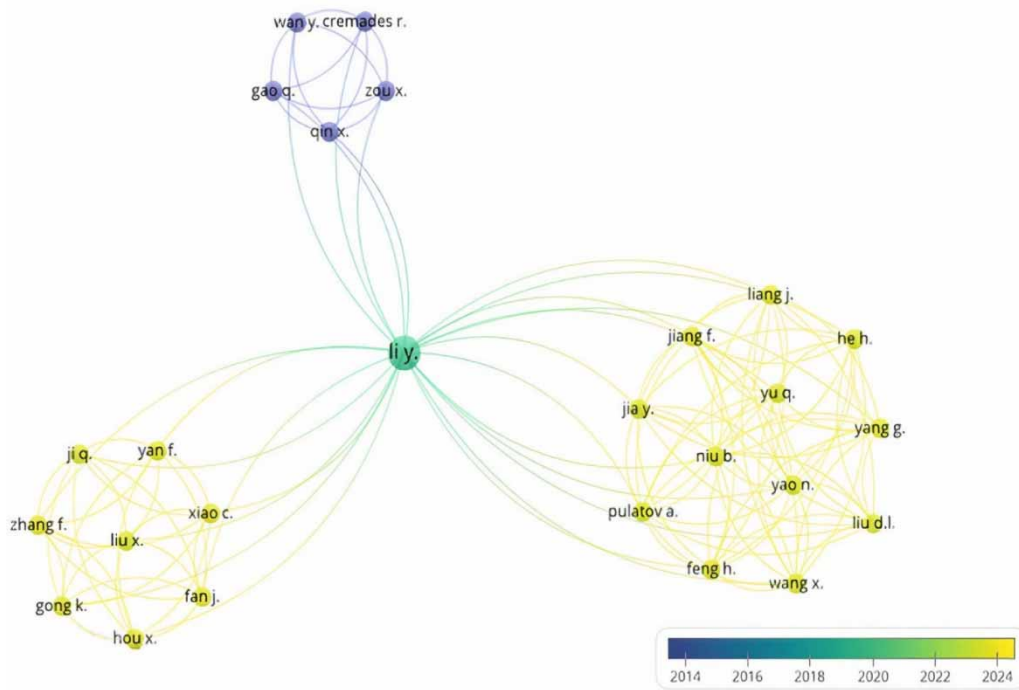 wan y. cremades r.
gao q. zou x.
qin x.
liang j.
jiang f. he h.
li y.
yu q.
jia y.
yang g.
ji q. yan f.
niu b.
yao n.
xiao c. pulatov a.
zhang f. liu d.l.
liu x.
feng h.
wang x.
gong k. fan j.
hou x.
2014 2016 2018 2020 2022 2024